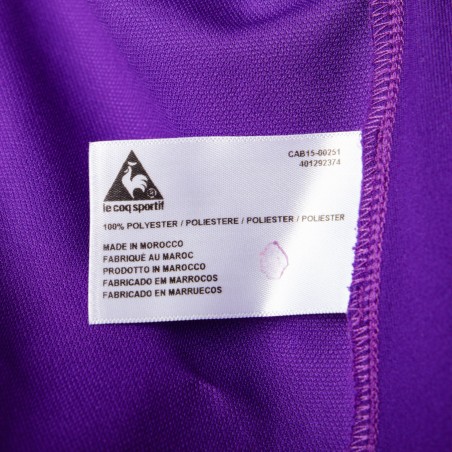 CAB15-00251
401292374
le coq sportif
100% POLYESTER / POLIESTERE / POLIESTER / POLIESTER
MADE IN MOROCCO
FABRIQUÉ AU MAROC
PRODOTTO IN MAROCCO
FABRICADO EM MARROCOS
FABRICADO EN MARRUECOS